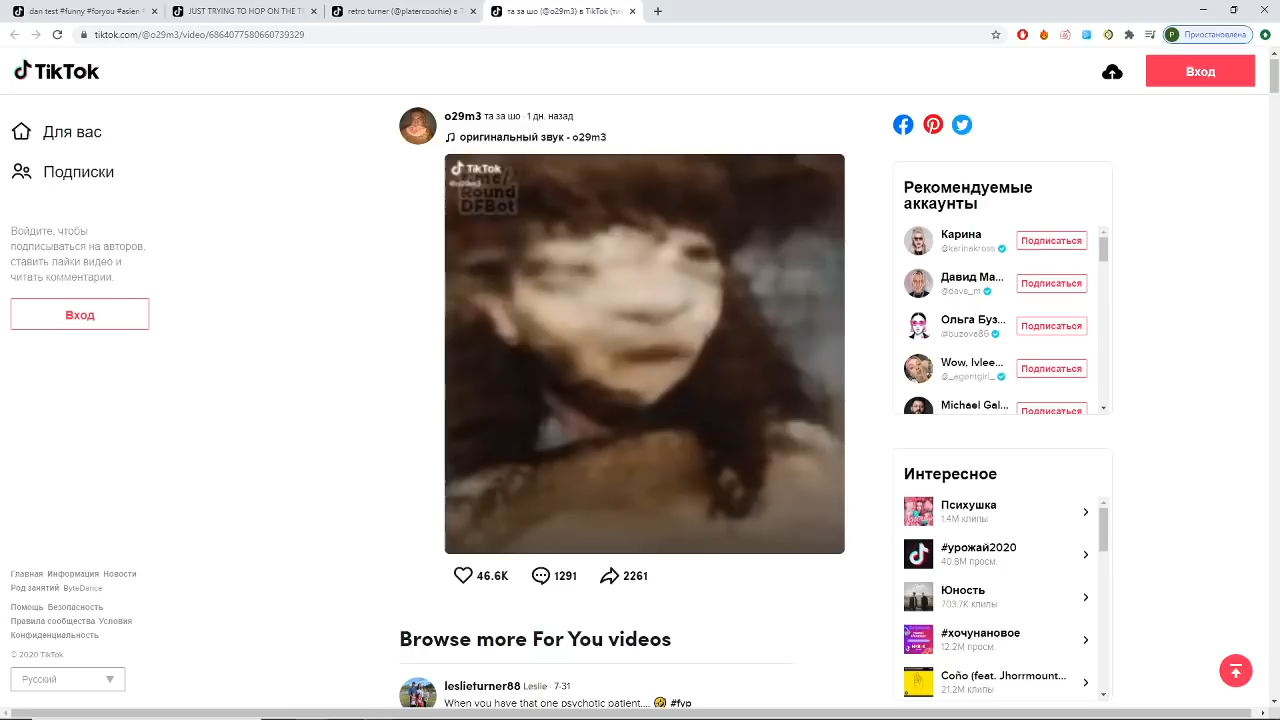 dan test #funny #foryou #asien
JUST TRYING TO HOP ON THE T
retro turner (@platercoochie) в T
та за шо (@o29m3) в TikTok (ти
tiktok.com/@o29m3/video/6864077580660739329
P Приостановлена
TikTok
Вход
Для вас
Подписки
Войдите, чтобы
подписываться на авторов,
ставить лайки видео и
читать комментарии.
Вход
Главная Информация Новости
Род занятий ByteDance
Помощь Безопасность
Правила сообщества Условия
Конфиденциальность
© 2020 TikTok
Русский
o29m3 та за шо · 1 дн. назад
оригинальный звук - o29m3
TikTok
Round
DFBot
46.6K 1291 2261
Browse more For You videos
leslieturner88 Leslie · 7-31
When you have that one psychotic patient.... #fyp
Рекомендуемые
аккаунты
Карина
@karinakross
Подписаться
Давид Ма...
@dava_m
Подписаться
Ольга Буз...
@buzova86
Подписаться
Wow, Ivlee...
@_agentgirl_
Подписаться
Michael Gal...
Подписаться
Интересное
Психушка
1.4M клипы
#урожай2020
40.8M просм.
Юность
703.7K клипы
#хочунановое
12.2M просм.
Coño (feat. Jhorrmount...
21.2M клипы